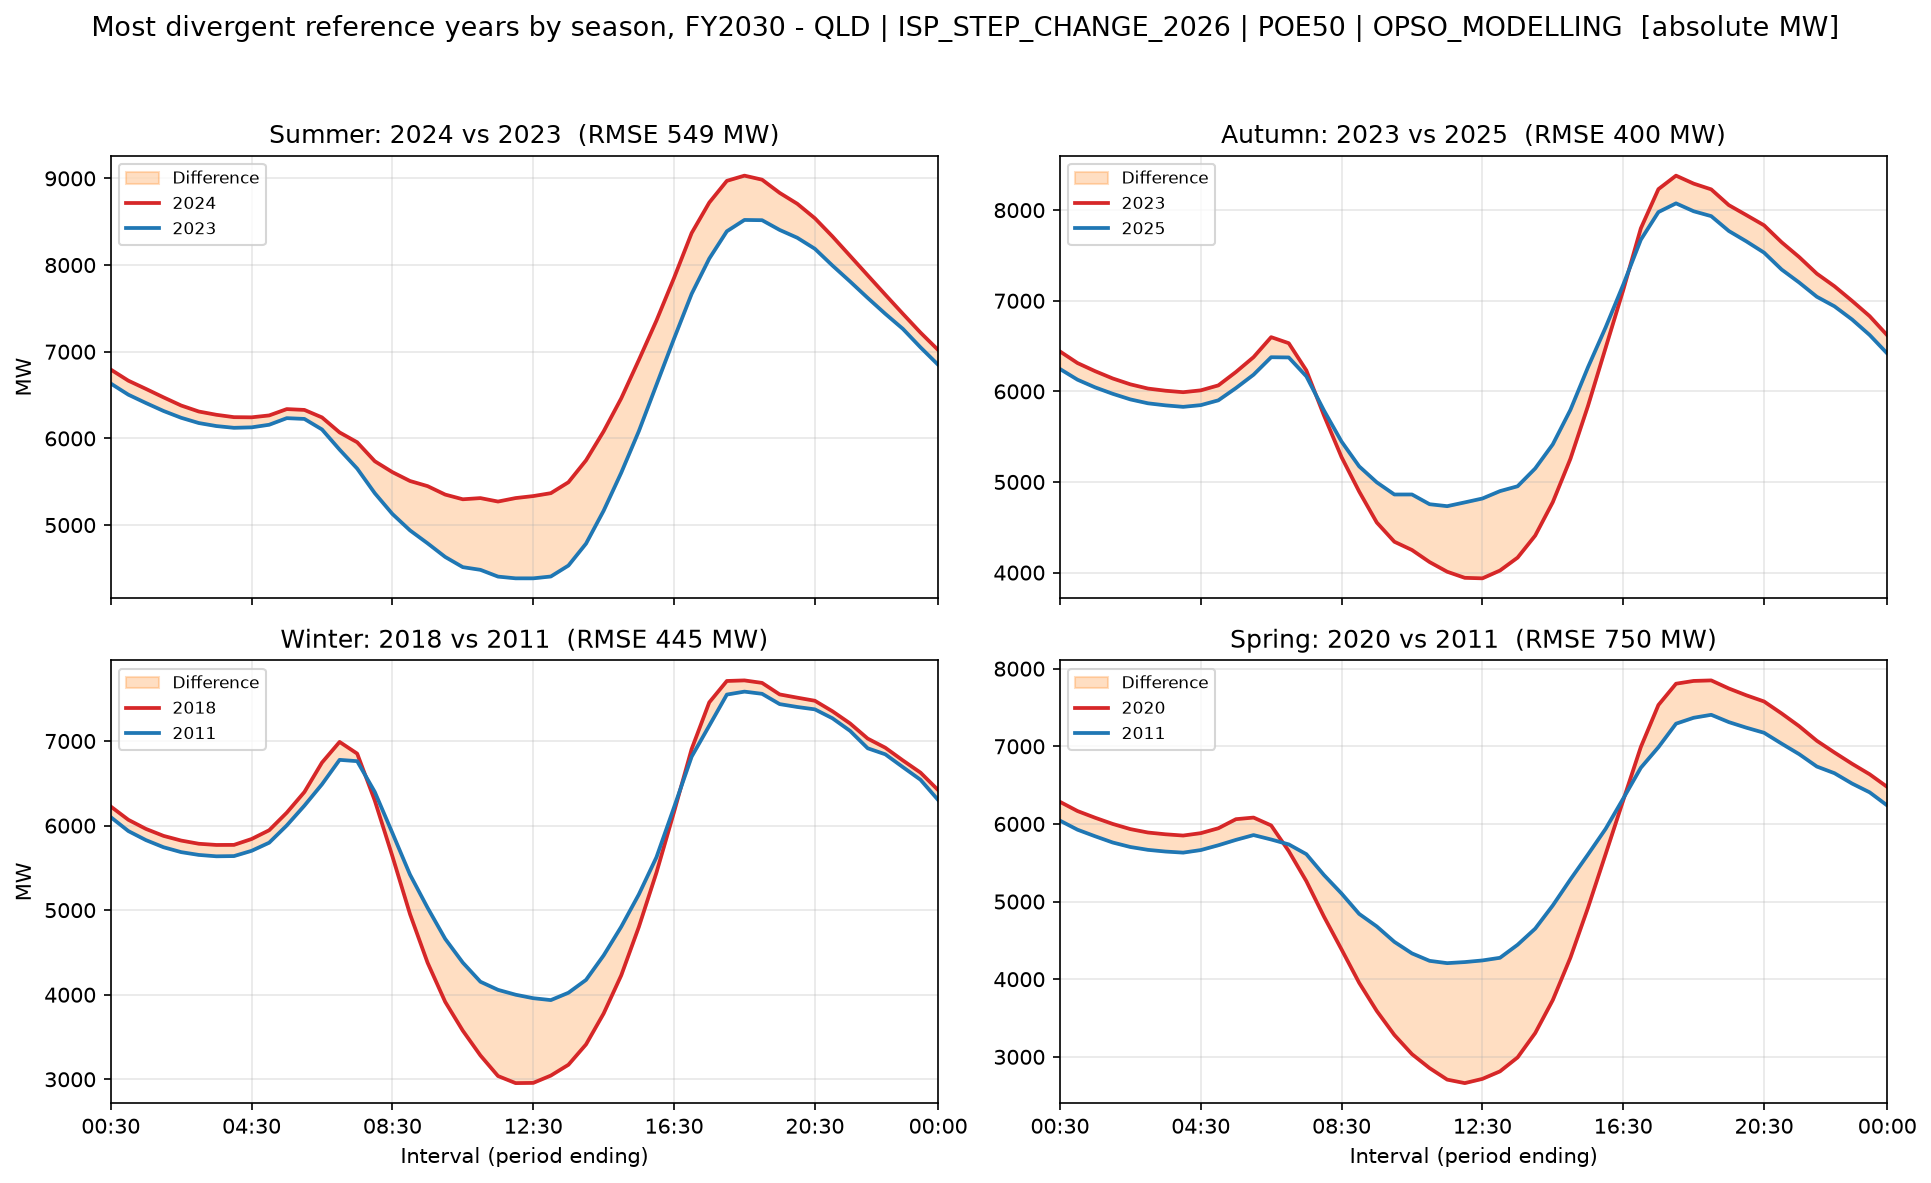 Most divergent reference years by season, FY2030 - QLD | ISP_STEP_CHANGE_2026 | POE50 | OPSO_MODELLING  [absolute MW]
Summer: 2024 vs 2023  (RMSE 549 MW)
Difference
2024
2023
9000
8000
7000
6000
5000
MW
Autumn: 2023 vs 2025  (RMSE 400 MW)
Difference
2023
2025
8000
7000
6000
5000
4000
Winter: 2018 vs 2011  (RMSE 445 MW)
Difference
2018
2011
7000
6000
5000
4000
3000
MW
00:30 04:30 08:30 12:30 16:30 20:30 00:00
Interval (period ending)
Spring: 2020 vs 2011  (RMSE 750 MW)
Difference
2020
2011
8000
7000
6000
5000
4000
3000
00:30 04:30 08:30 12:30 16:30 20:30 00:00
Interval (period ending)